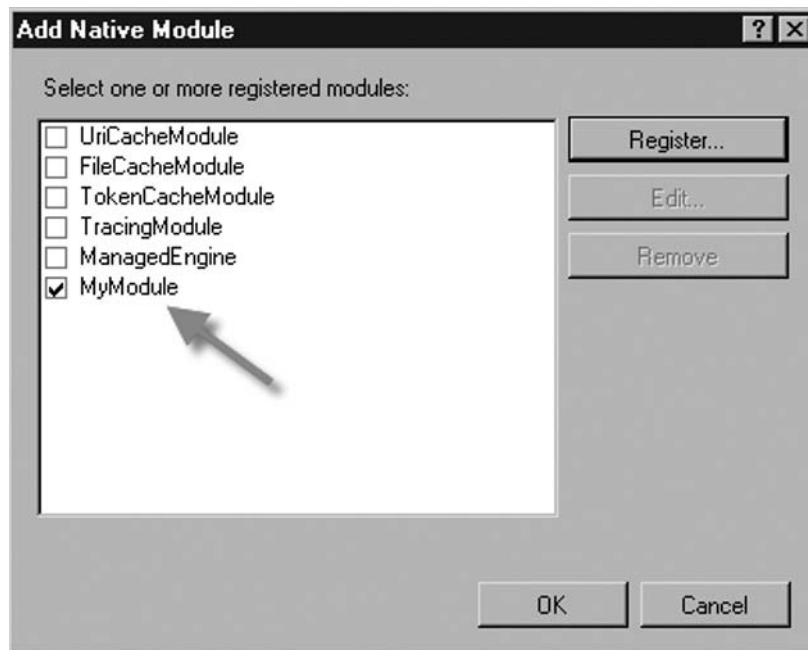 Add Native Module
Select one or more registered modules:
UriCacheModule
FileCacheModule
TokenCacheModule
TracingModule
ManagedEngine
MyModule
Register...
Edit...
Remove
OK
Cancel